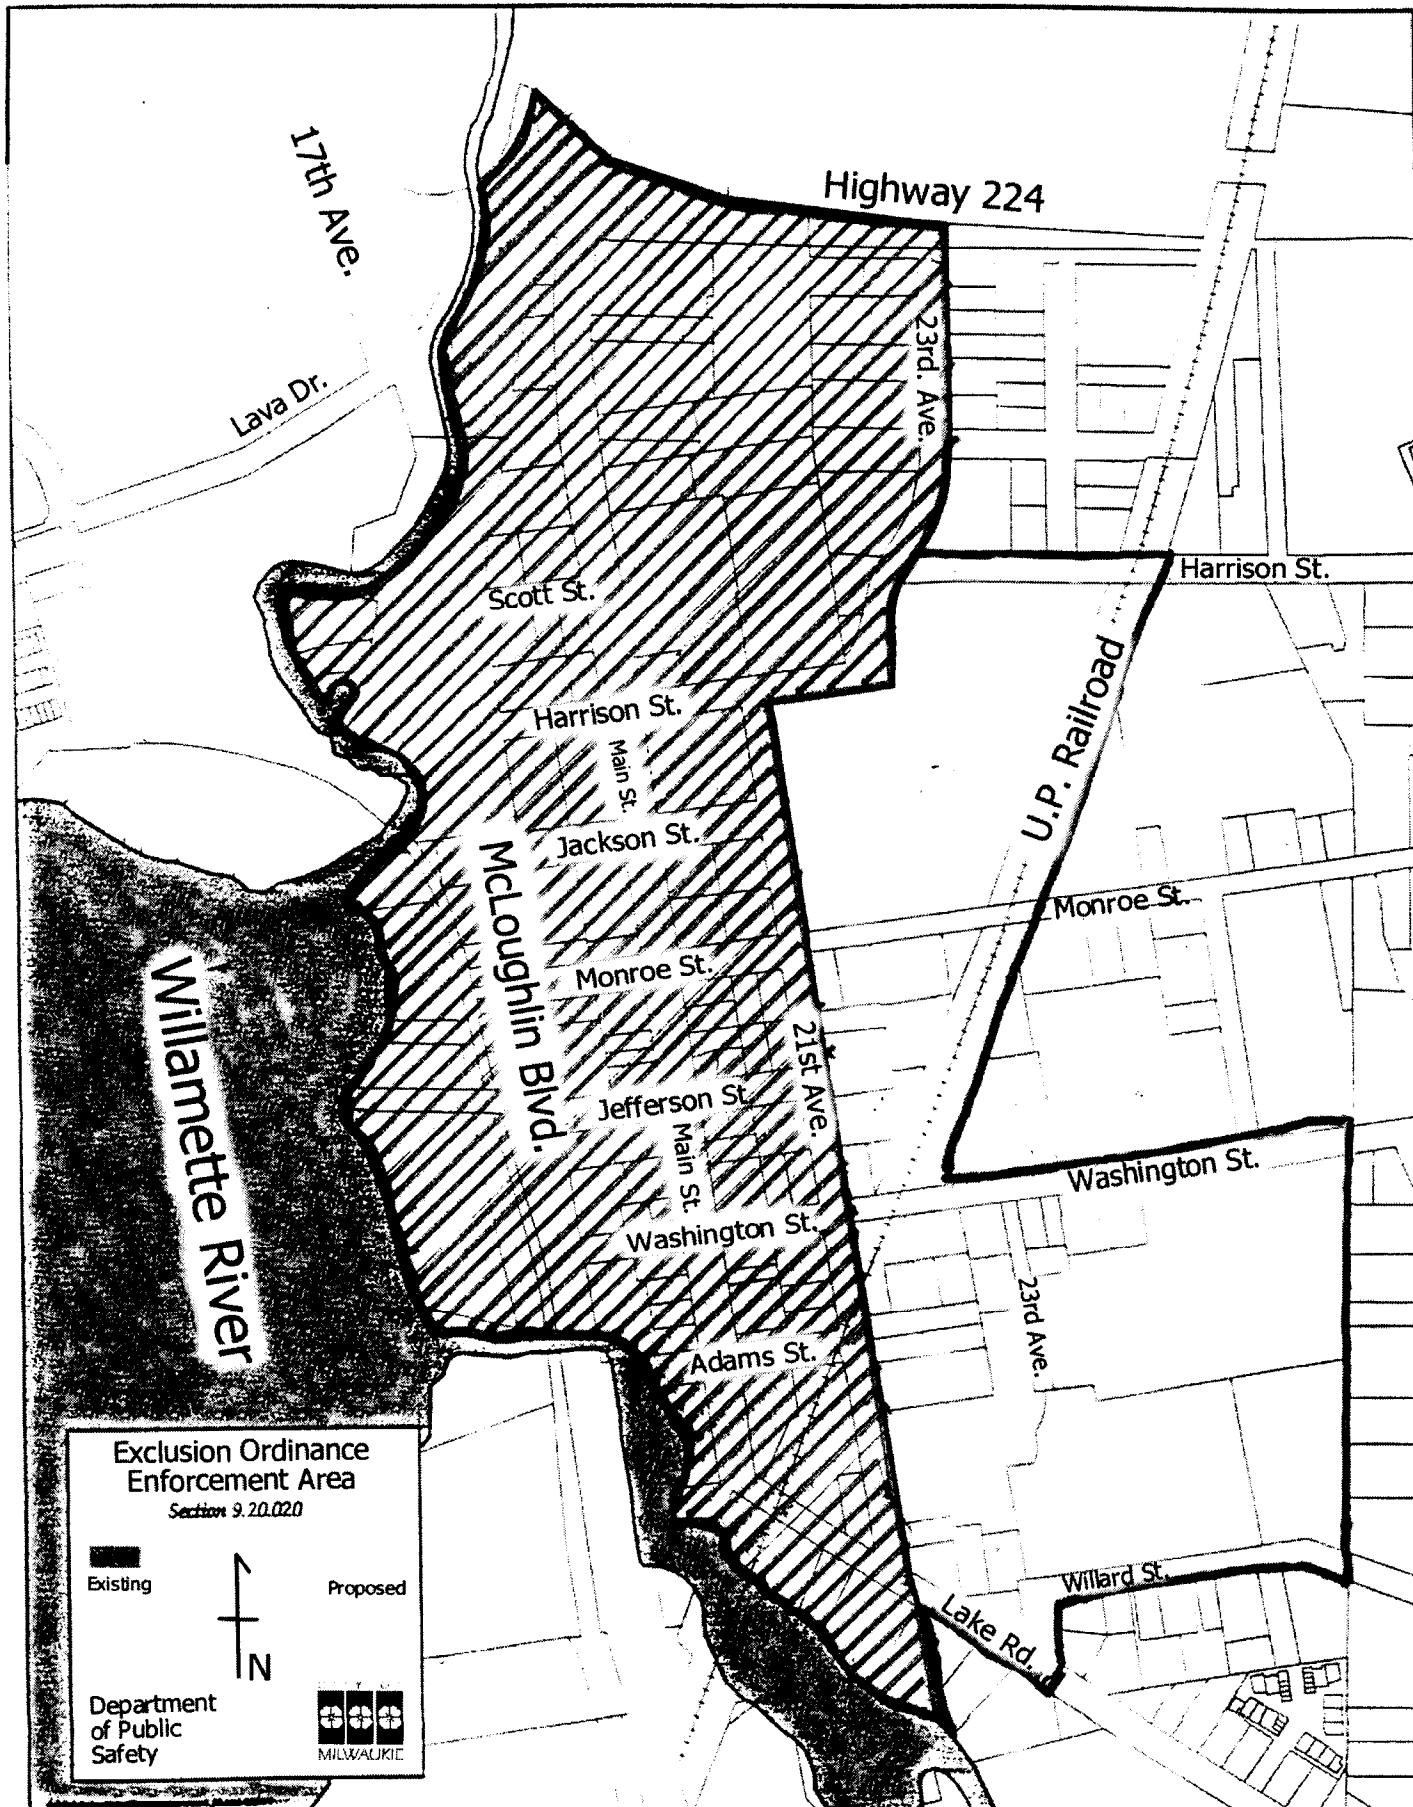 17th Ave.
Highway 224
23rd. Ave.
Lava Dr.
Scott St.
Harrison St.
Harrison St.
Main St.
U.P. Railroad
Jackson St.
McLoughlin Blvd.
Monroe St.
Monroe St.
Willamette River
21st Ave.
Jefferson St.
Main St.
Washington St.
Washington St.
23rd Ave.
Adams St.
Willard St.
Lake Rd.
Exclusion Ordinance
Enforcement Area
Section 9.20.020
Existing
Proposed
N
Department
of Public
Safety
MILWAUKIE